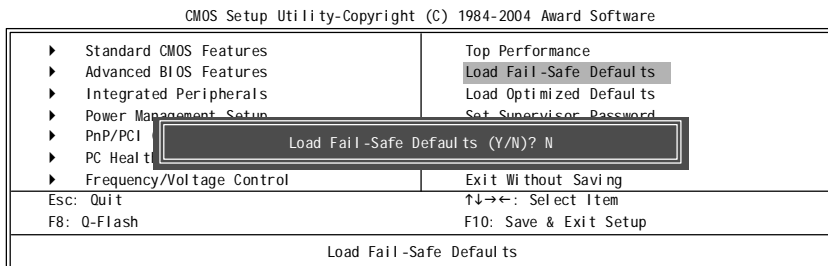 CMOS Setup Utility-Copyright (C) 1984-2004 Award Software
Standard CMOS Features
Advanced BIOS Features
Integrated Peripherals
Power Management Setup
PnP/PCI
PC Health
Frequency/Voltage Control
Top Performance
Load Fail-Safe Defaults
Load Optimized Defaults
Set Supervisor Password
Exit Without Saving
Load Fail-Safe Defaults (Y/N)? N
Esc: Quit
↑↓→←: Select Item
F8: Q-Flash
F10: Save & Exit Setup
Load Fail-Safe Defaults